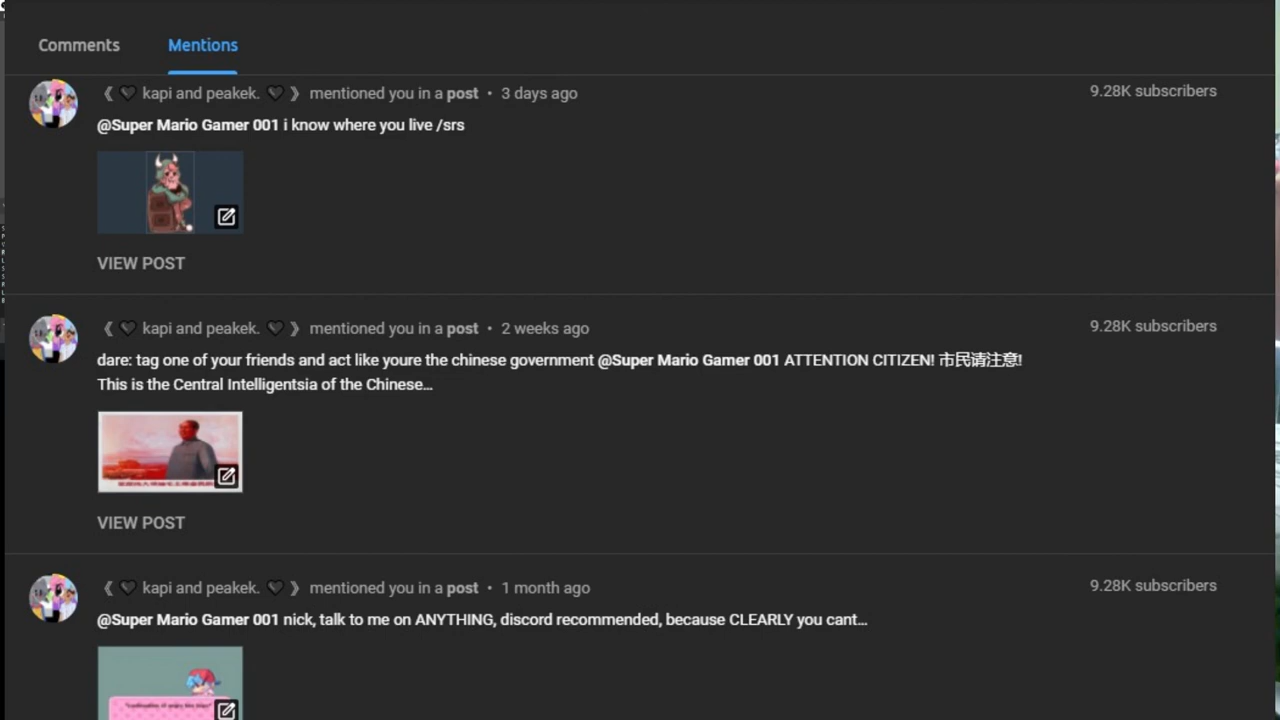 Comments Mentions
《 🖤 kapi and peakek. 🖤 》 mentioned you in a post • 3 days ago 9.28K subscribers
@Super Mario Gamer 001 i know where you live /srs
VIEW POST
《 🖤 kapi and peakek. 🖤 》 mentioned you in a post • 2 weeks ago 9.28K subscribers
dare: tag one of your friends and act like youre the chinese government @Super Mario Gamer 001 ATTENTION CITIZEN! 市民请注意!
This is the Central Intelligentsia of the Chinese...
VIEW POST
《 🖤 kapi and peakek. 🖤 》 mentioned you in a post • 1 month ago 9.28K subscribers
@Super Mario Gamer 001 nick, talk to me on ANYTHING, discord recommended, because CLEARLY you cant...